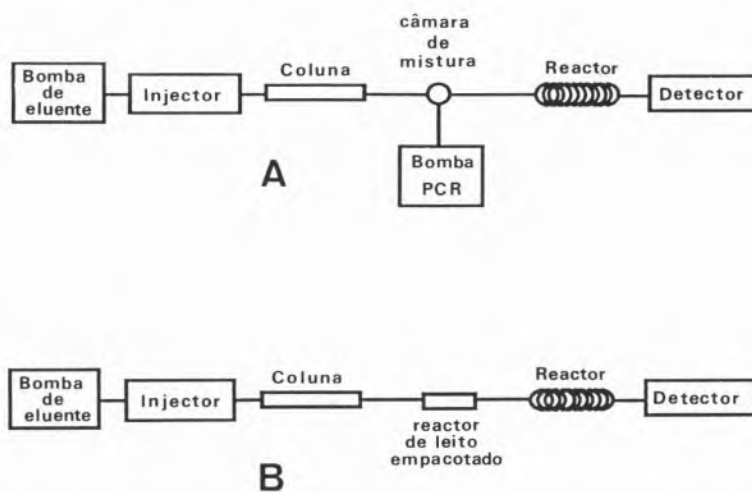 câmara
de
mistura
Bomba
de
eluente
Injector
Coluna
Reactor
Detector
A
Bomba
PCR
Bomba
de
eluente
Injector
Coluna
reactor
de leito
empacotado
Reactor
Detector
B